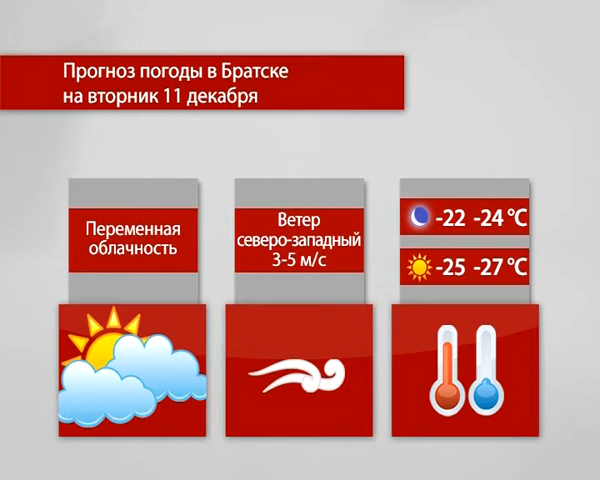 Прогноз погоды в Братске
на вторник 11 декабря
Переменная
облачность
Ветер
северо-западный
3-5 м/с
-22 -24 °C
-25 -27 °C